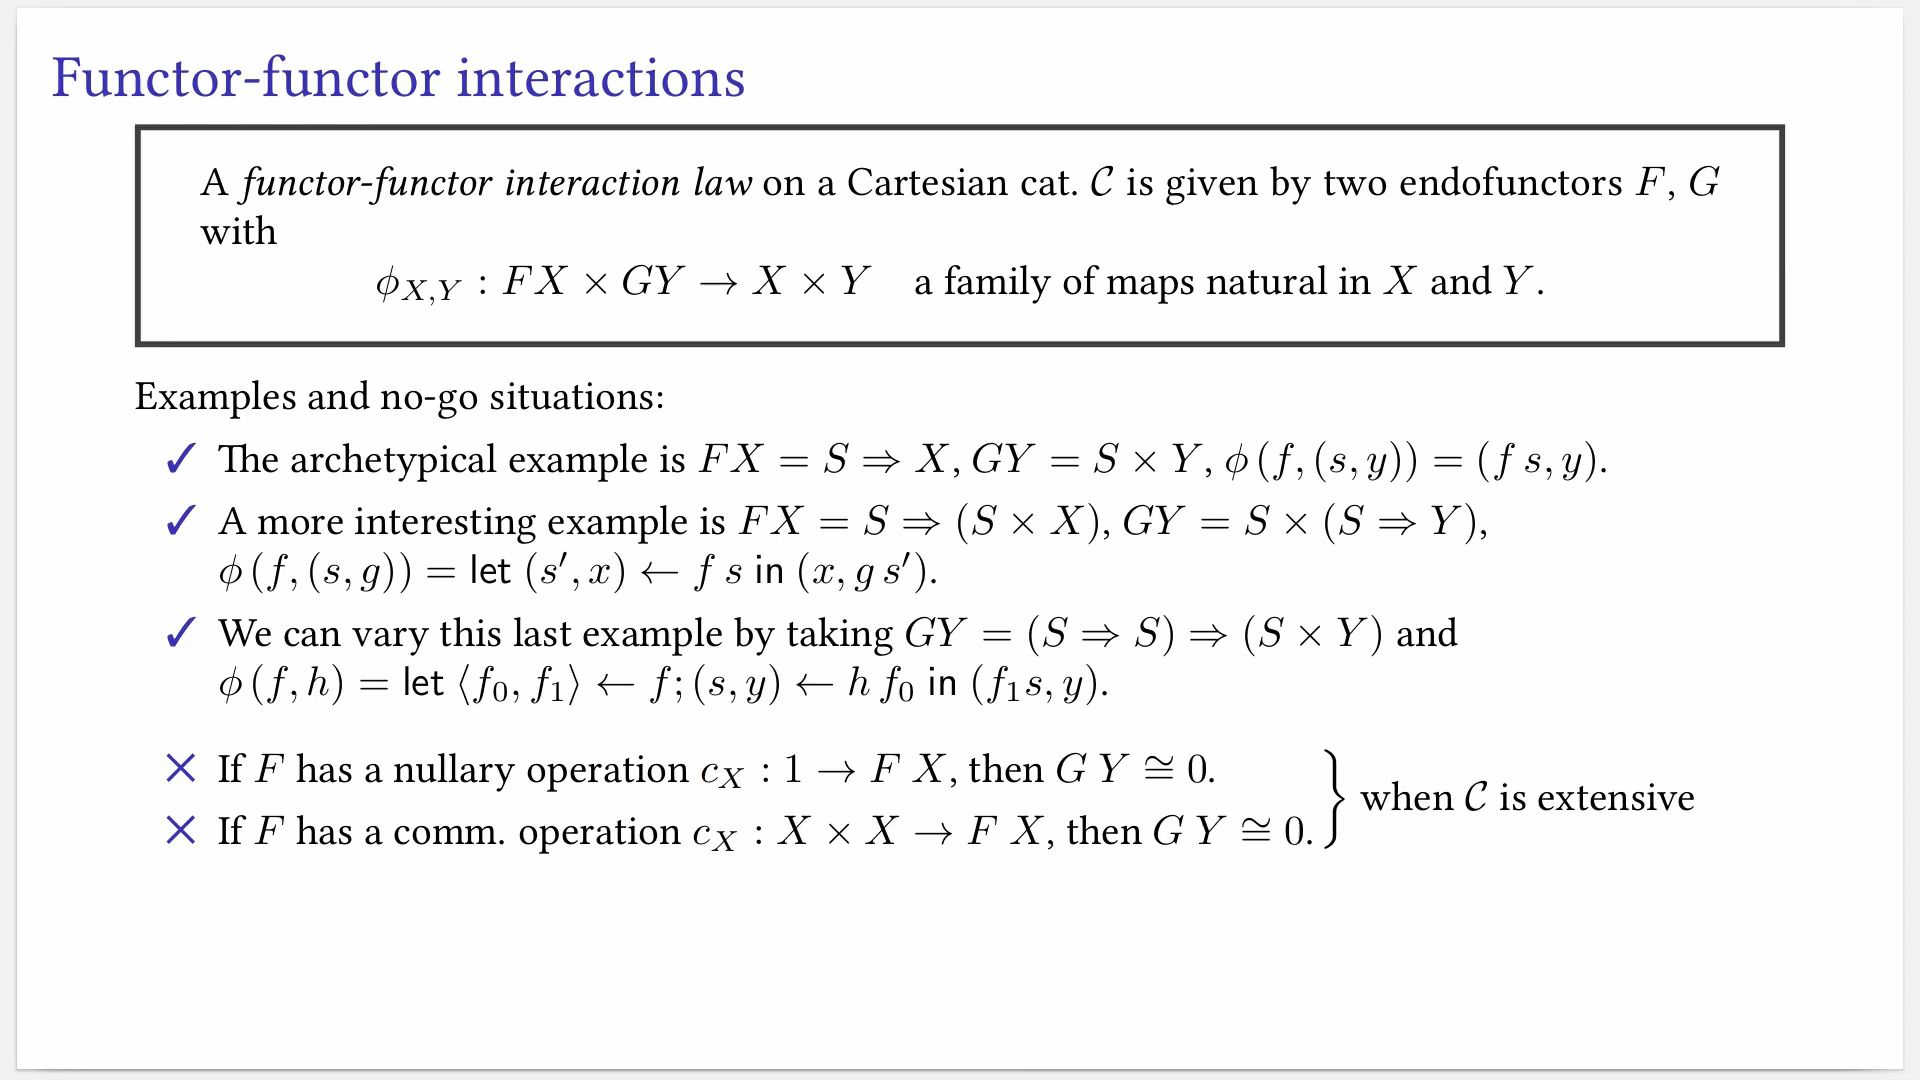 Functor-functor interactions
A functor-functor interaction law on a Cartesian cat. 𝒞 is given by two endofunctors F, G
with
ϕ_{X,Y} : FX × GY → X × Y a family of maps natural in X and Y.
Examples and no-go situations:
✓ The archetypical example is FX = S ⇒ X, GY = S × Y, ϕ (f, (s, y)) = (f s, y).
✓ A more interesting example is FX = S ⇒ (S × X), GY = S × (S ⇒ Y),
ϕ (f, (s, g)) = let (s′, x) ← f s in (x, g s′).
✓ We can vary this last example by taking GY = (S ⇒ S) ⇒ (S × Y) and
ϕ (f, h) = let ⟨f₀, f₁⟩ ← f; (s, y) ← h f₀ in (f₁s, y).
× If F has a nullary operation c_X : 1 → F X, then G Y ≅ 0.
× If F has a comm. operation c_X : X × X → F X, then G Y ≅ 0.
} when 𝒞 is extensive